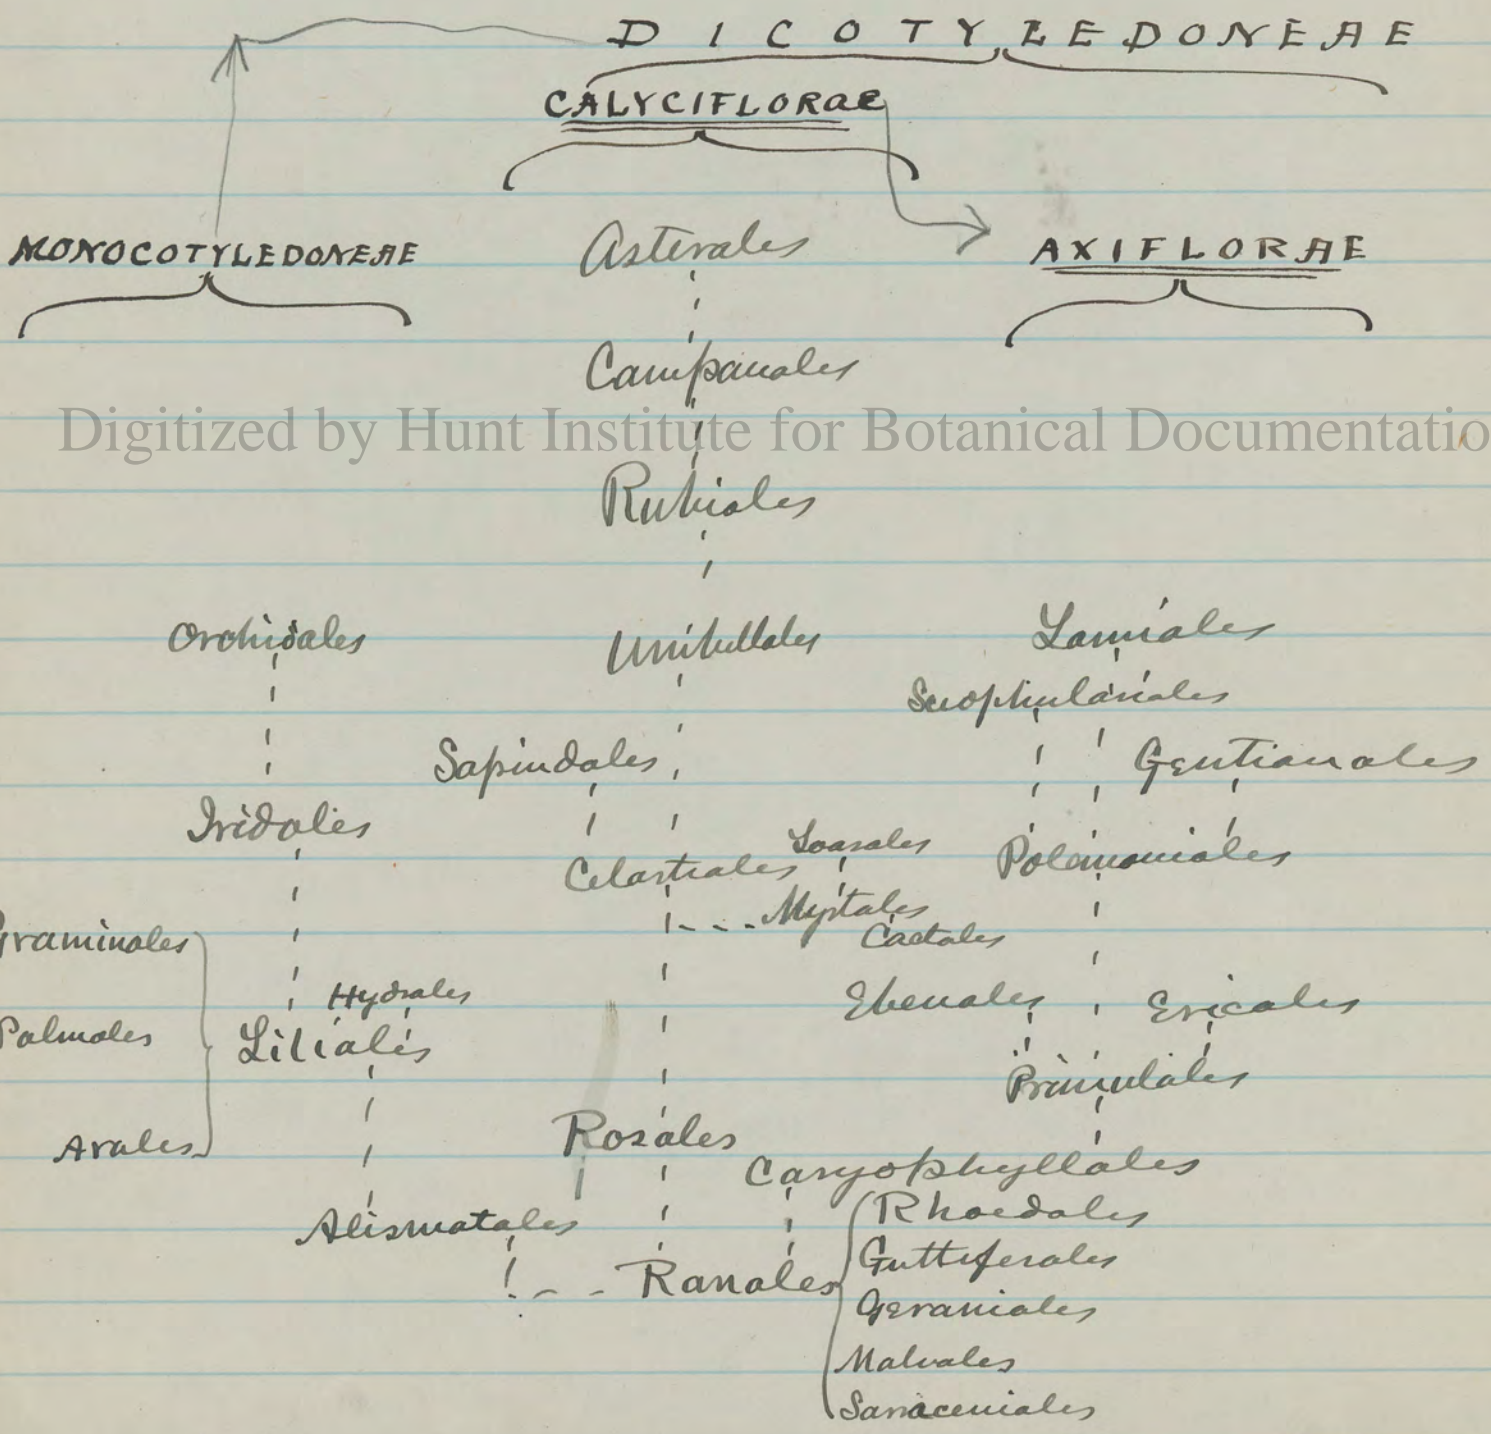 DICOTYLEDONEAE
CALYCIFLORAE
MONOCOTYLEDONEAE
Asterales
AXIFLORAE
Campanales
Digitized by Hunt Institute for Botanical Documentatio
Rubiales
Orchidales
Umbellales
Lamiales
Scrophulariales
Sapindales
Gentianales
Iridales
Loasales
Celastrales
Polemoniales
Myrtales
Cactales
Graminales
Hydrales
Ebenales
Ericales
Palmales
Liliales
Primulales
Arales
Rosales
Caryophyllales
Alismatales
Rhoedales
Ranales
Guttiferales
Geraniales
Malvales
Sarraceniales